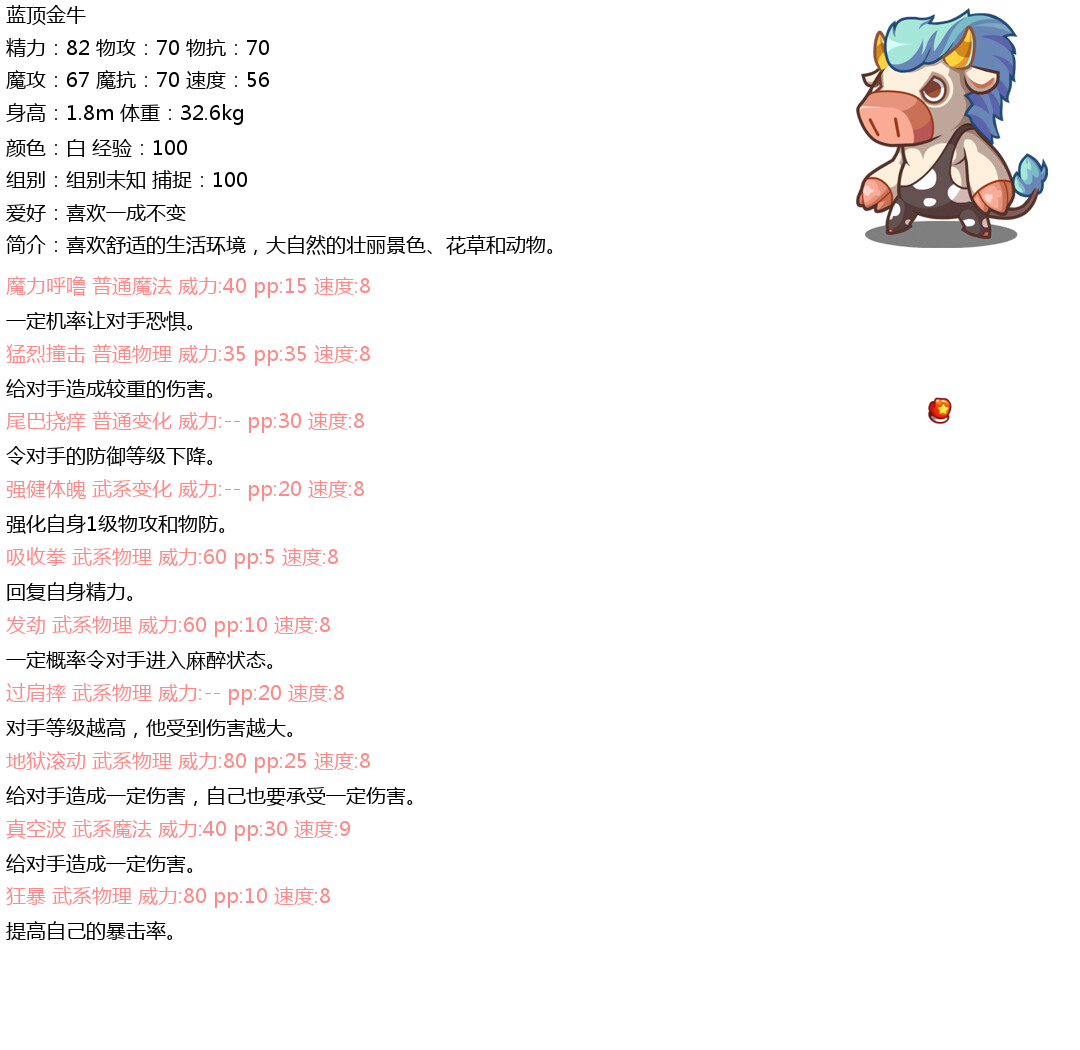 蓝顶金牛
精力：82 物攻：70 物抗：70
魔攻：67 魔抗：70 速度：56
身高：1.8m 体重：32.6kg
颜色：白 经验：100
组别：组别未知 捕捉：100
爱好：喜欢一成不变
简介：喜欢舒适的生活环境，大自然的壮丽景色、花草和动物。
魔力呼噜 普通魔法 威力:40 pp:15 速度:8
一定机率让对手恐惧。
猛烈撞击 普通物理 威力:35 pp:35 速度:8
给对手造成较重的伤害。
尾巴挠痒 普通变化 威力:-- pp:30 速度:8
令对手的防御等级下降。
强健体魄 武系变化 威力:-- pp:20 速度:8
强化自身1级物攻和物防。
吸收拳 武系物理 威力:60 pp:5 速度:8
回复自身精力。
发劲 武系物理 威力:60 pp:10 速度:8
一定概率令对手进入麻醉状态。
过肩摔 武系物理 威力:-- pp:20 速度:8
对手等级越高，他受到伤害越大。
地狱滚动 武系物理 威力:80 pp:25 速度:8
给对手造成一定伤害，自己也要承受一定伤害。
真空波 武系魔法 威力:40 pp:30 速度:9
给对手造成一定伤害。
狂暴 武系物理 威力:80 pp:10 速度:8
提高自己的暴击率。